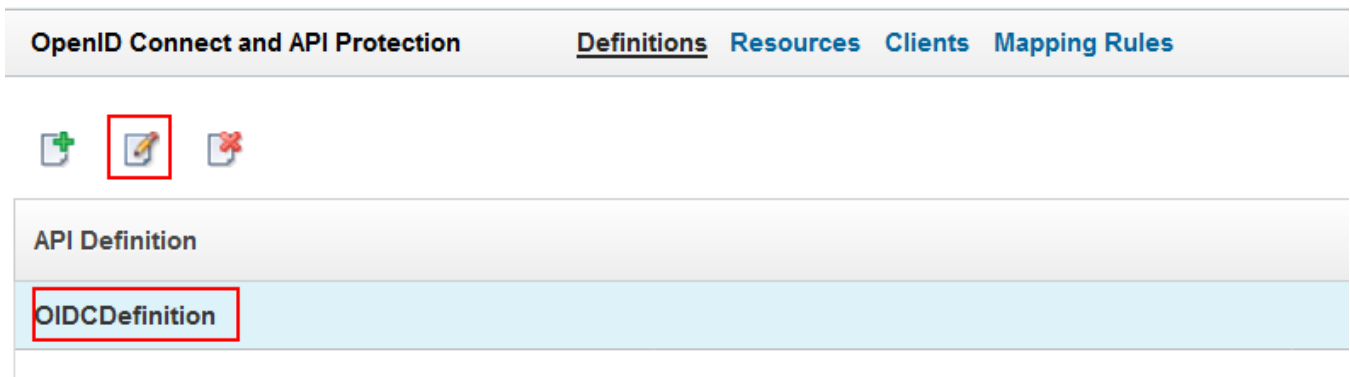 OpenID Connect and API Protection Definitions Resources Clients Mapping Rules
API Definition
OIDCDefinition